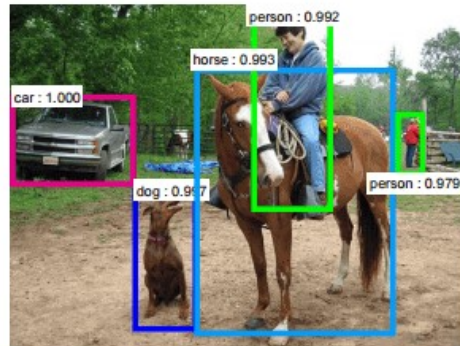 person : 0.992
horse : 0.993
car : 1.000
dog : 0.997
person : 0.979